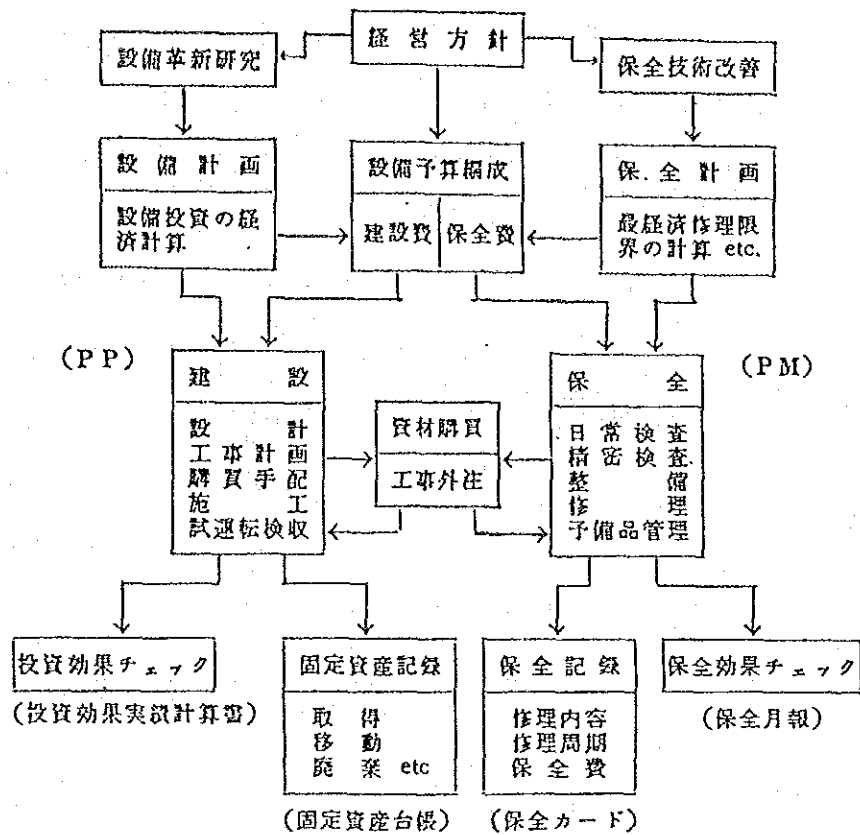 経営方針
設備革新研究
保全技術改善
設備計画
設備投資の経
済計算
設備予算構成
建設費
保全費
保.全計画
最経済修理限
界の計算 etc.
(PP)
(PM)
建設
設計
工事計画
購買手配
施工
試運転検収
資材購買
工事外注
保全
日常検査
精密検査
整備
修理
予備品管理
投資効果チェック
(投資効果実績計算書)
固定資産記録
取得
移動
廃棄 etc
(固定資産台帳)
保全記録
修理内容
修理周期
保全費
(保全カード)
保全効果チェック
(保全月報)